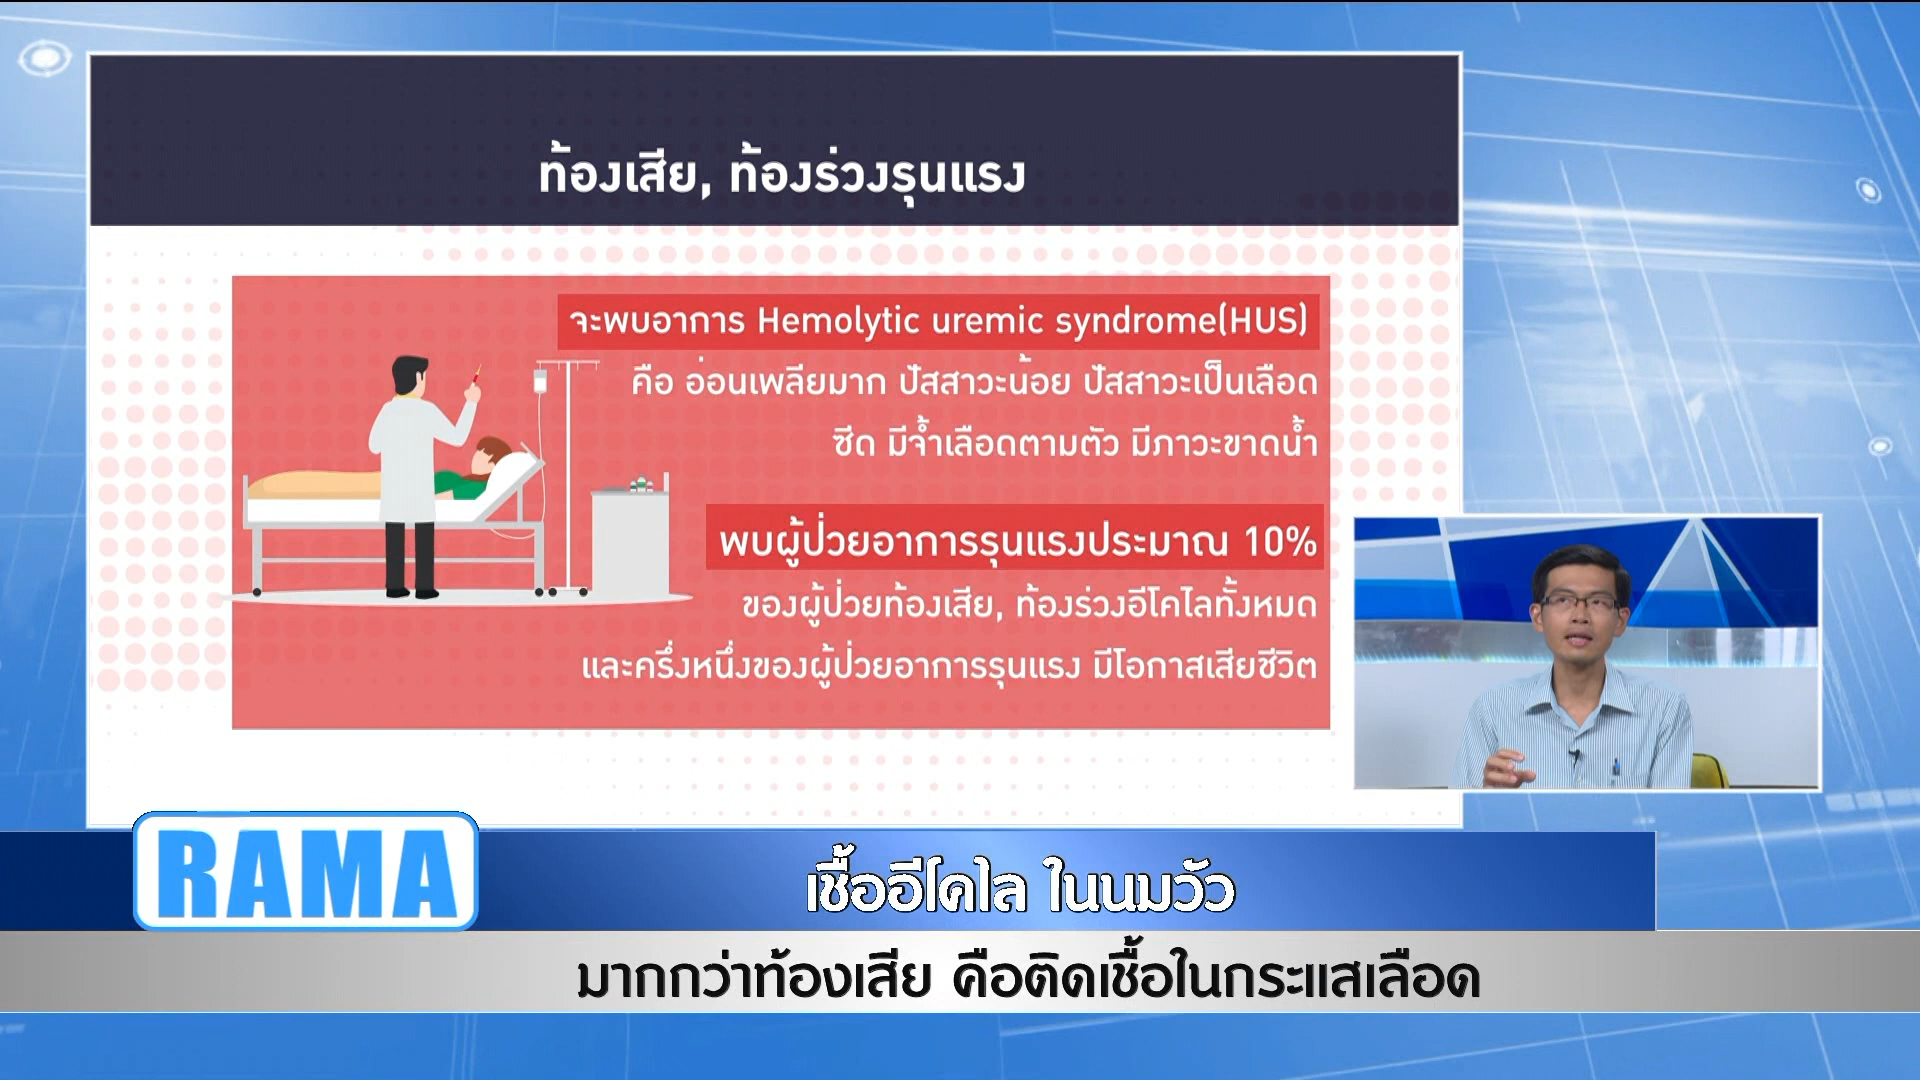 ท้องเสีย, ท้องร่วงรุนแรง
จะพบอาการ Hemolytic uremic syndrome(HUS)
คือ อ่อนเพลียมาก ปัสสาวะน้อย ปัสสาวะเป็นเลือด
ซีด มีจ้ำเลือดตามตัว มีภาวะขาดน้ำ
พบผู้ป่วยอาการรุนแรงประมาณ 10%
ของผู้ป่วยท้องเสีย, ท้องร่วงอีโคไลทั้งหมด
และครึ่งหนึ่งของผู้ป่วยอาการรุนแรง มีโอกาสเสียชีวิต
RAMA
เชื้ออีโคไล ในนมวัว
มากกว่าท้องเสีย คือติดเชื้อในกระแสเลือด